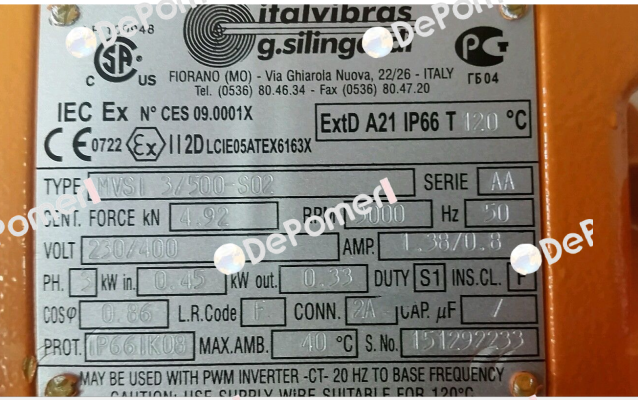 italvibras
g.silingardi
C US
FIORANO (MO) - Via Ghiarola Nuova, 22/26 - ITALY
Tel. (0536) 80.46.34 - Fax (0536) 80.47.20
ГБ04
IEC Ex N° CES 09.0001X
ExtD A21 IP66 T 120 °C
CE 0722 Ex II 2 D LCIE05ATEX6163X
TYPE MVSI 3/500-S02 SERIE AA
CENT. FORCE kN 4.92 RPM 3000 Hz 50
VOLT 230/400 AMP. 1.38/0.8
PH. 3 kW in. 0.45 kW out. 0.33 DUTY S1 INS.CL. F
COSφ 0.86 L.R.Code F CONN. 2A CAP. µF /
PROT. IP66IK08 MAX.AMB. 40 °C S.No. 151292233
MAY BE USED WITH PWM INVERTER -CT- 20 HZ TO BASE FREQUENCY
CAUTION: USE SUPPLY WIRE SUITABLE FOR 120°C
DePomeri
DePomeri